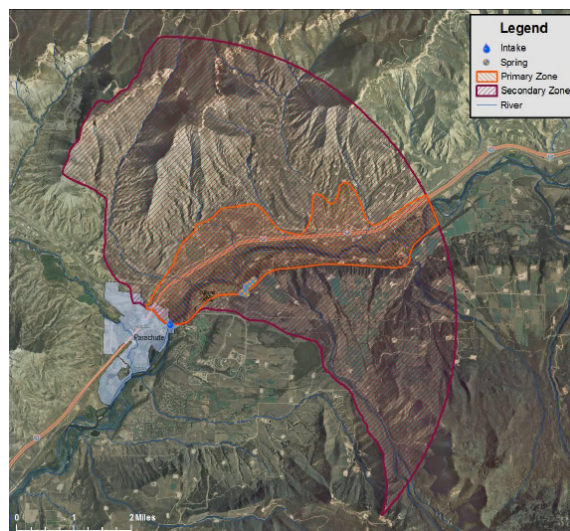 Legend
Intake
Spring
Primary Zone
Secondary Zone
River
Parachute
0 1 2 Miles